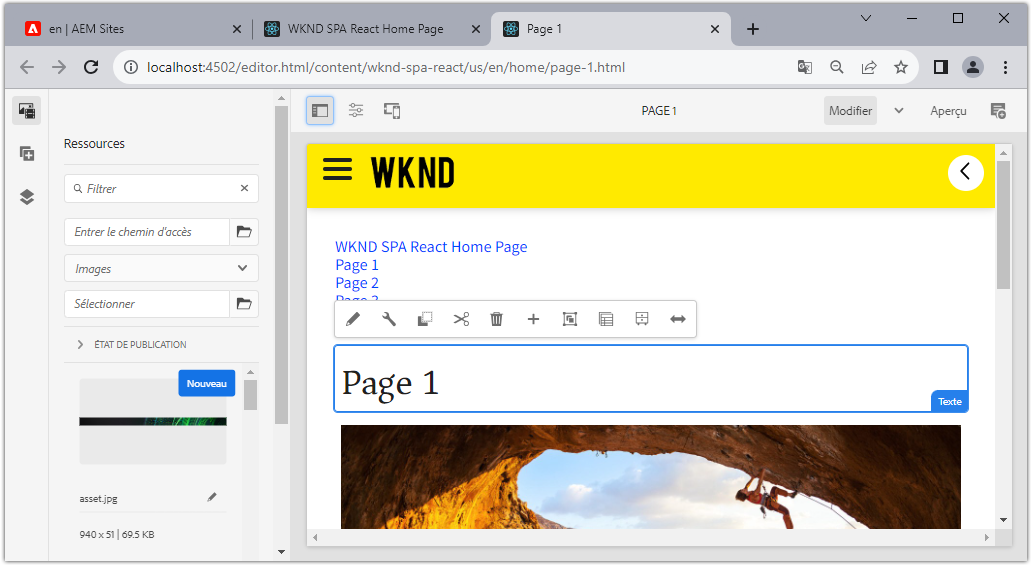 en | AEM Sites
WKND SPA React Home Page
Page 1
localhost:4502/editor.html/content/wknd-spa-react/us/en/home/page-1.html
Ressources
Filtrer
Entrer le chemin d'accès
Images
Sélectionner
ÉTAT DE PUBLICATION
Nouveau
asset.jpg
940 x 51 | 69.5 KB
PAGE 1
Modifier
Aperçu
WKND
WKND SPA React Home Page
Page 1
Page 2
Page 3
Page 1
Texte